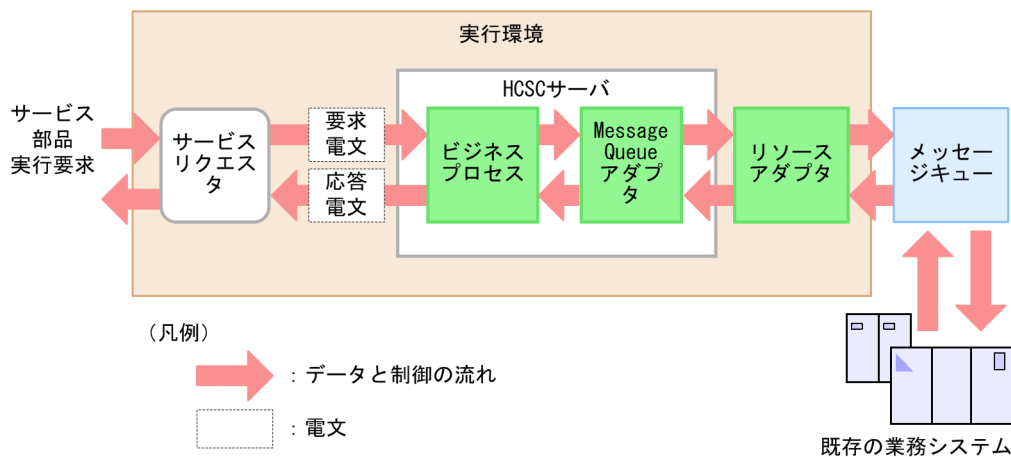 実行環境
HCSCサーバ
サービス
部品
実行要求
サービス
リクエス
タ
要求
電文
応答
電文
ビジネス
プロセス
Message
Queue
アダプ
タ
リソース
アダプタ
メッセー
ジキュー
（凡例）
：データと制御の流れ
：電文
既存の業務システム